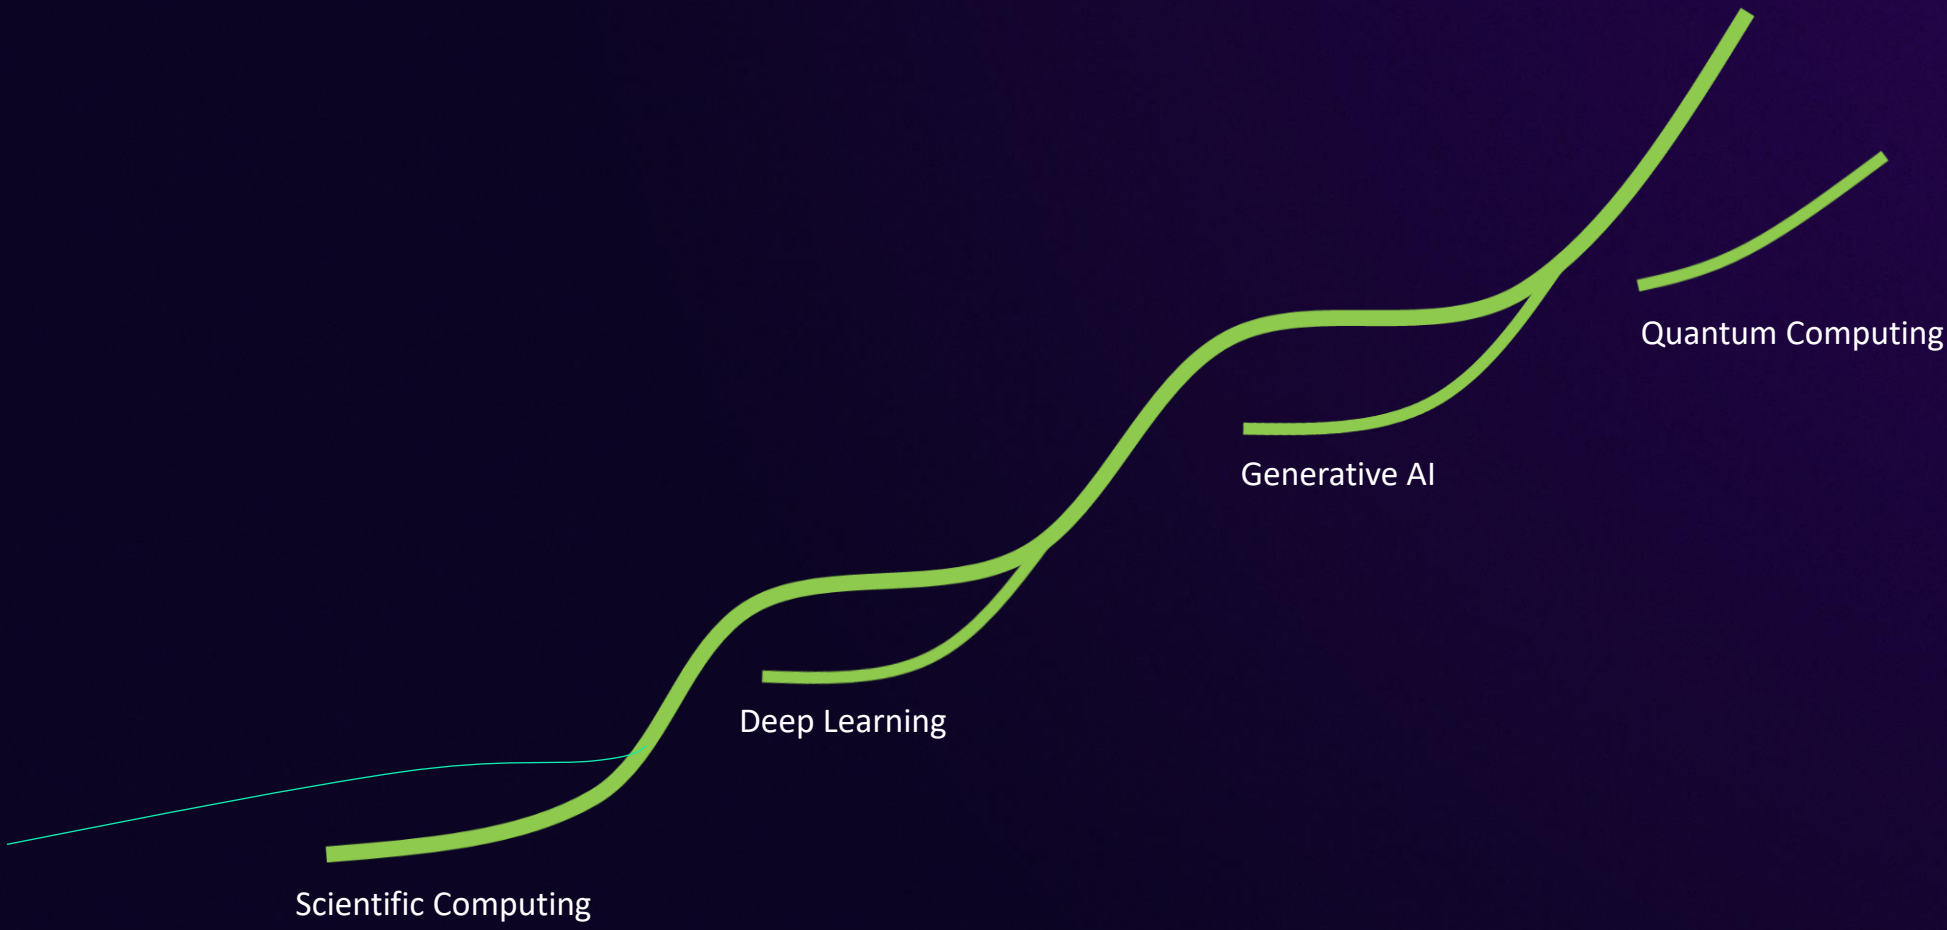 Quantum Computing
Generative AI
Deep Learning
Scientific Computing